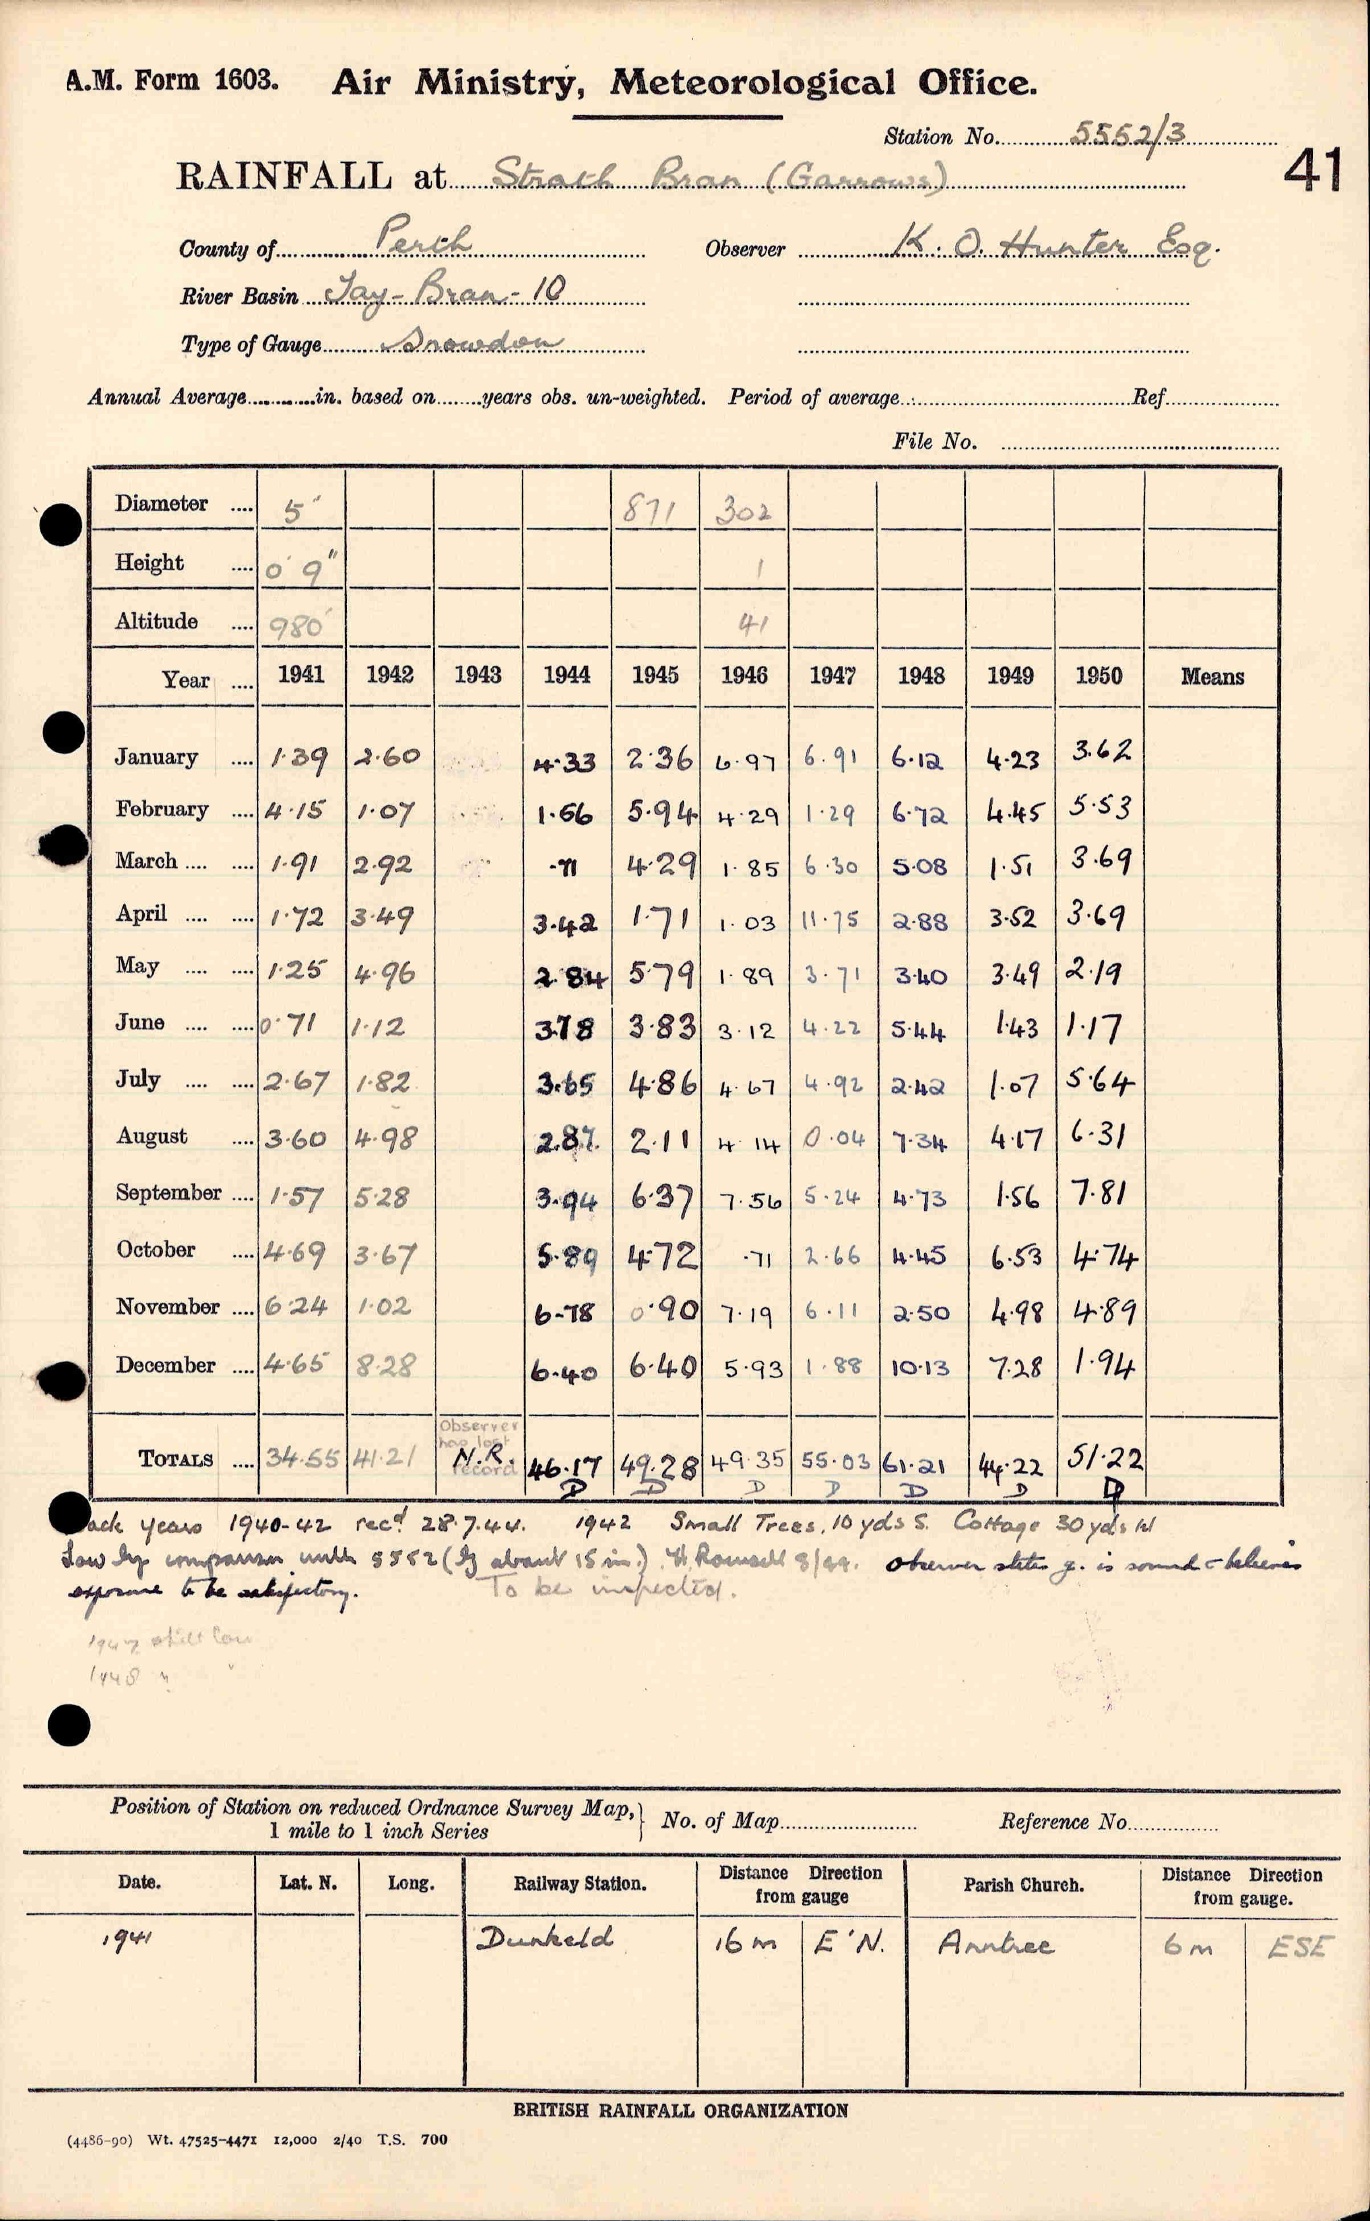 A.M. Form 1603. Air Ministry, Meteorological Office.
Station No. 5552/3
41
RAINFALL at Strath Bran (Garrows)
County of Perth Observer K. O. Hunter Esq.
River Basin Tay - Bran - 10
Type of Gauge Snowdon
Annual Average in. based on years obs. un-weighted. Period of average Ref
File No.
Diameter 5" 871 302
Height 0' 9" 1
Altitude 980' 41
Year 1941 1942 1943 1944 1945 1946 1947 1948 1949 1950 Means
January 1.39 2.60 4.33 2.36 6.97 6.91 6.12 4.23 3.62
February 4.15 1.07 1.66 5.94 4.29 1.29 6.72 4.45 5.53
March 1.91 2.92 .71 4.29 1.85 6.30 5.08 1.51 3.69
April 1.72 3.49 3.42 1.71 1.03 11.75 2.88 3.52 3.69
May 1.25 4.96 2.84 5.79 1.89 3.71 3.40 3.49 2.19
June 0.71 1.12 3.78 3.83 3.12 4.22 5.44 1.43 1.17
July 2.67 1.82 3.65 4.86 4.67 4.92 2.42 1.07 5.64
August 3.60 4.98 2.87 2.11 4.14 0.04 7.34 4.17 6.31
September 1.57 5.28 3.94 6.37 7.56 5.24 4.73 1.56 7.81
October 4.69 3.67 5.89 4.72 .71 2.66 4.45 6.53 4.74
November 6.24 1.02 6.78 0.90 7.19 6.11 2.50 4.98 4.89
December 4.65 8.28 6.40 6.40 5.93 1.88 10.13 7.28 1.94
Observer has lost record
TOTALS 34.55 41.21 N.R. 46.17 49.28 49.35 55.03 61.21 44.22 51.22
D D D D D D D
Back years 1940-42 recd 28.7.44. 1942 Small Trees, 10 yds S. Cottage 30 yds W
Low by comparison with 5552 (by about 15 in.) H. Rowsell 8/44. Observer states g. is sound & believes
exposure to be satisfactory. To be inspected.
1947 still low
1948 " "
Position of Station on reduced Ordnance Survey Map, 1 mile to 1 inch Series } No. of Map Reference No.
Date. Lat. N. Long. Railway Station. Distance Direction from gauge Parish Church. Distance Direction from gauge.
1941 Dunkeld 16 m E'N. Amntree 6 m ESE
BRITISH RAINFALL ORGANIZATION
(4486-90) Wt. 47525-4471 12,000 2/40 T.S. 700